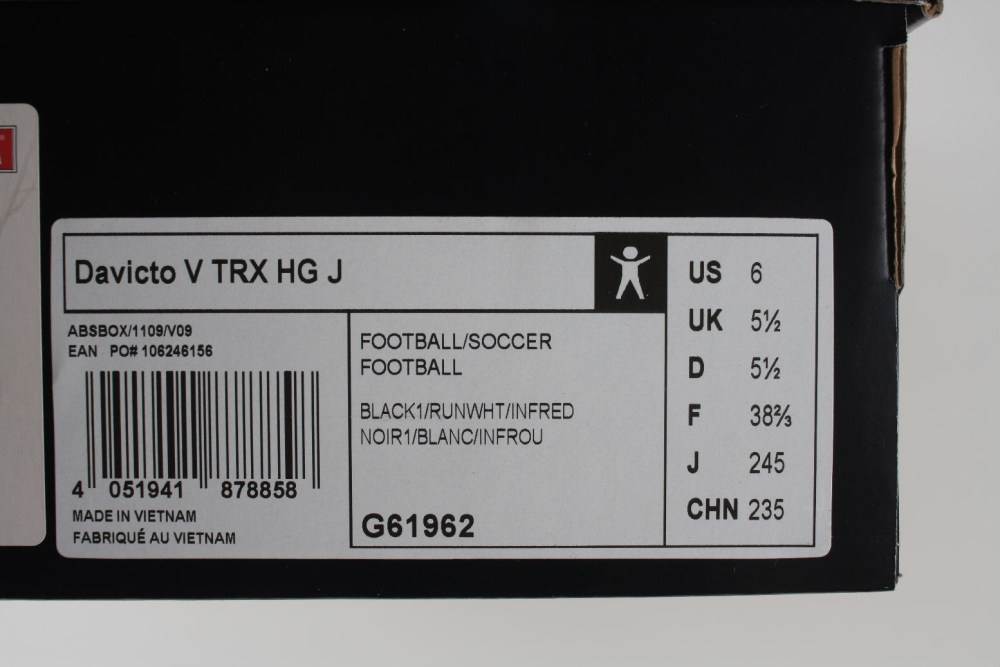 Davicto V TRX HG J
ABSBOX/1109/V09
EAN PO# 106246156
4 051941 878858
MADE IN VIETNAM
FABRIQUÉ AU VIETNAM
FOOTBALL/SOCCER
FOOTBALL
BLACK1/RUNWHT/INFRED
NOIR1/BLANC/INFROU
G61962
US 6
UK 5½
D 5½
F 38⅔
J 245
CHN 235